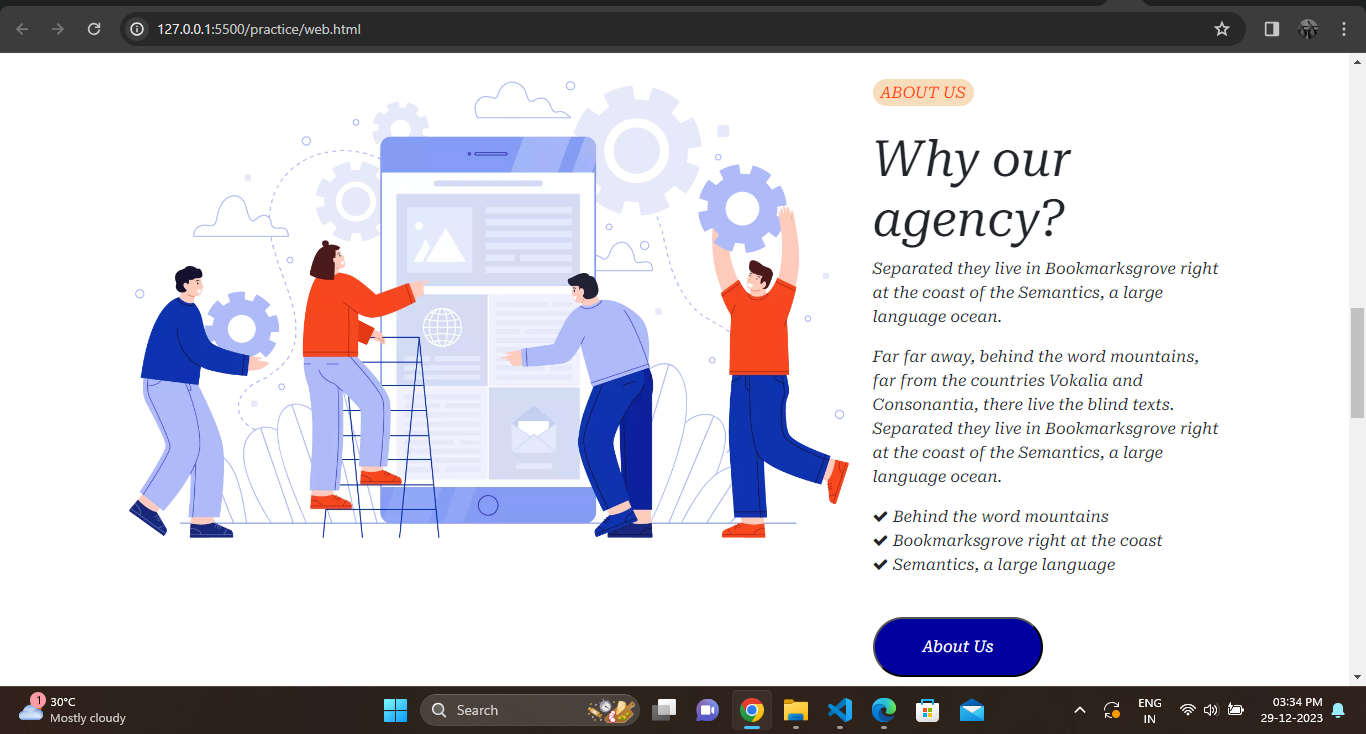 127.0.0.1:5500/practice/web.html
ABOUT US
Why our
agency?
Separated they live in Bookmarksgrove right
at the coast of the Semantics, a large
language ocean.
Far far away, behind the word mountains,
far from the countries Vokalia and
Consonantia, there live the blind texts.
Separated they live in Bookmarksgrove right
at the coast of the Semantics, a large
language ocean.
Behind the word mountains
Bookmarksgrove right at the coast
Semantics, a large language
About Us
1
30°C
Mostly cloudy
Search
ENG
IN
03:34 PM
29-12-2023